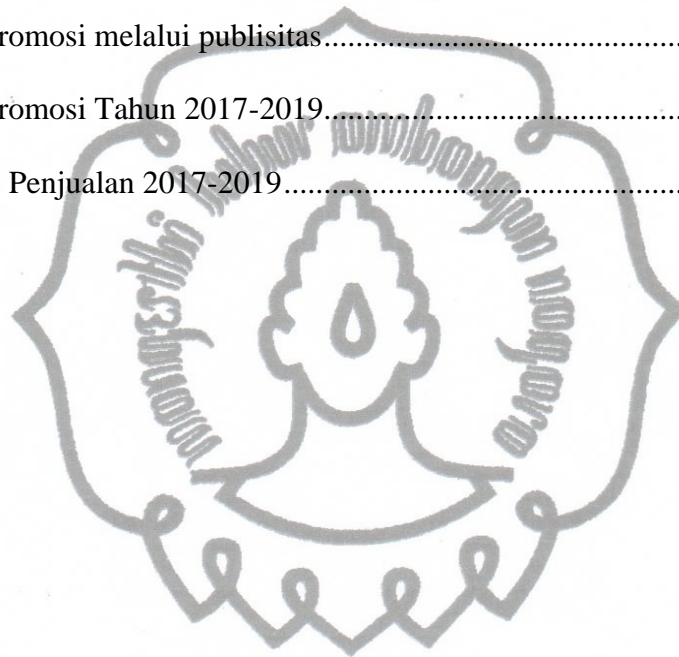 romosi melalui publisitas.........................................................
romosi Tahun 2017-2019.........................................................
Penjualan 2017-2019...............................................................